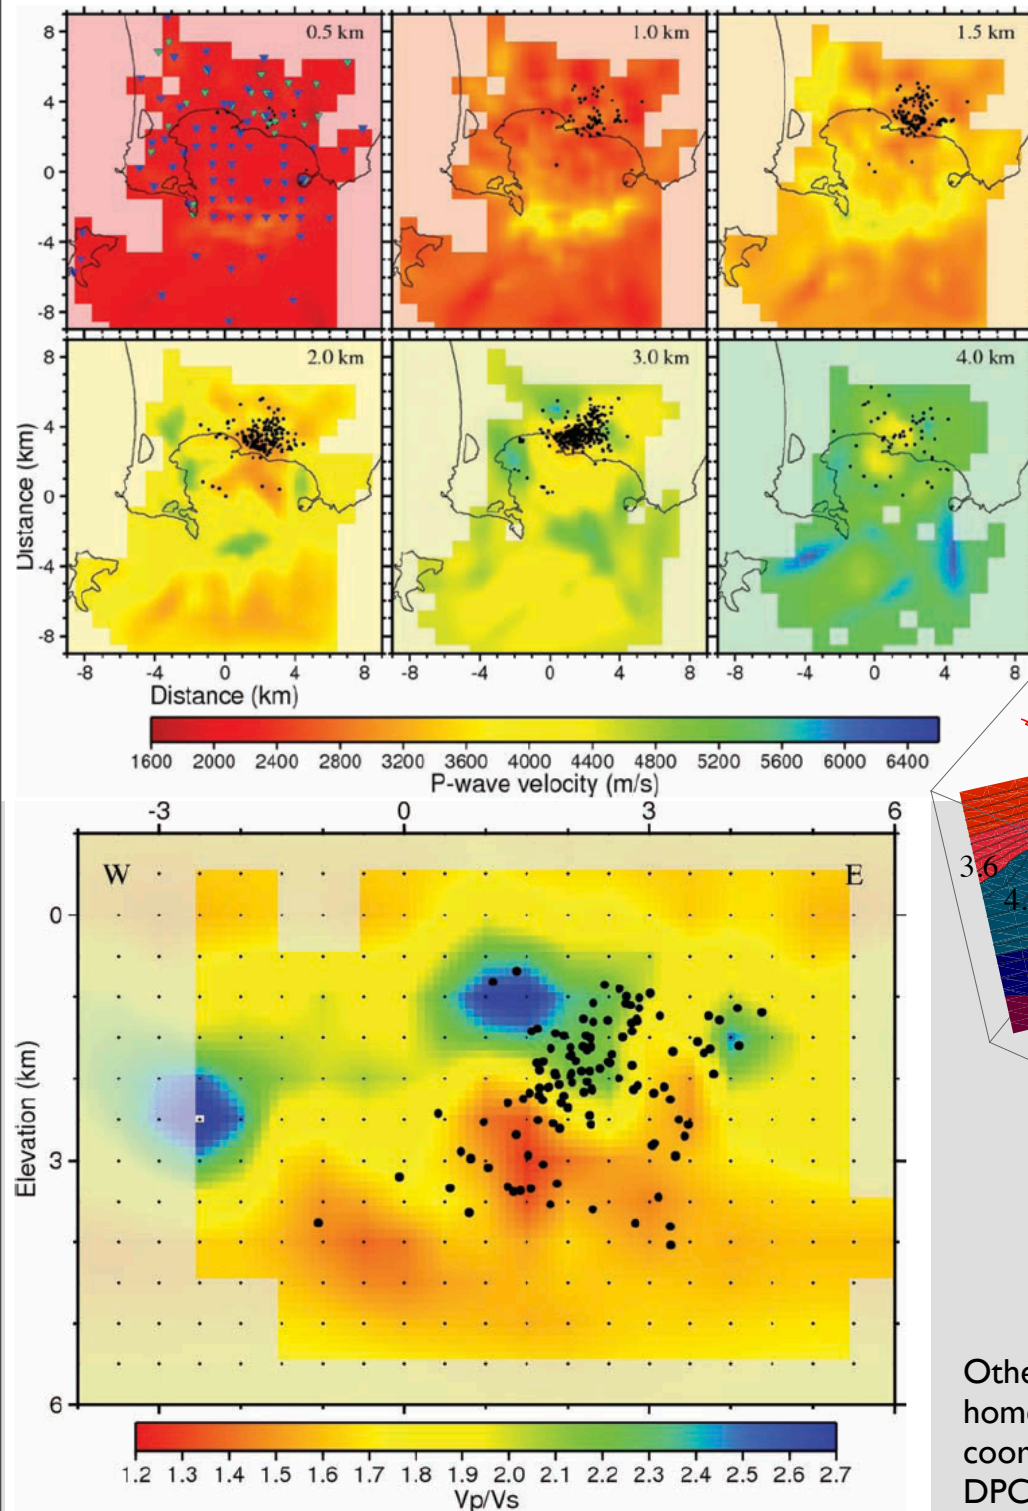 0.5 km
1.0 km
1.5 km
8
4
0
-4
-8
2.0 km
3.0 km
4.0 km
8
4
0
-4
-8
Distance (km)
-8 -4 0 4 8
-8 -4 0 4 8
-8 -4 0 4 8
Distance (km)
1600 2000 2400 2800 3200 3600 4000 4400 4800 5200 5600 6000 6400
P-wave velocity (m/s)
-3 0 3 6
W
E
0
3
6
Elevation (km)
1.2 1.3 1.4 1.5 1.6 1.7 1.8 1.9 2.0 2.1 2.2 2.3 2.4 2.5 2.6 2.7
Vp/Vs
3.6
4.
Othe
home
coor
DPC